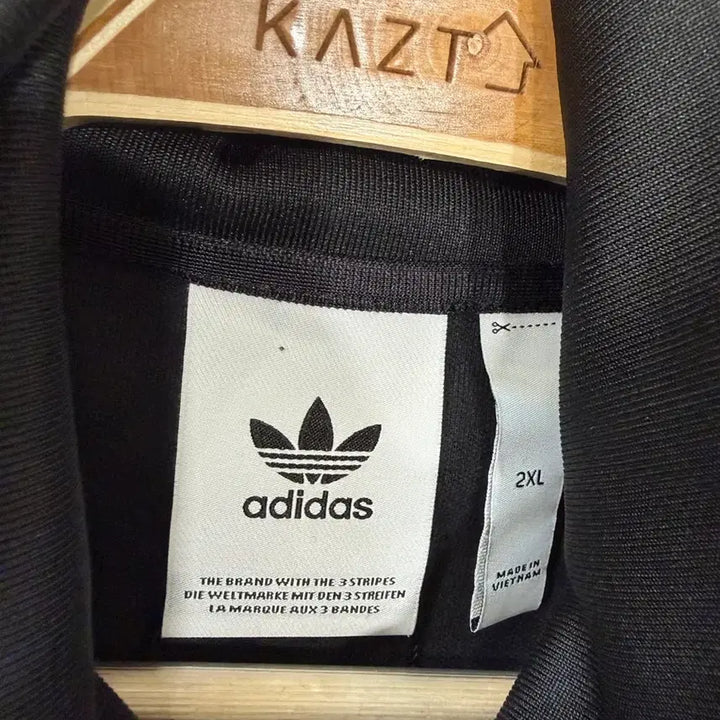 KAZT
adidas
THE BRAND WITH THE 3 STRIPES
DIE WELTMARKE MIT DEN 3 STREIFEN
LA MARQUE AUX 3 BANDES
2XL
MADE IN
VIETNAM